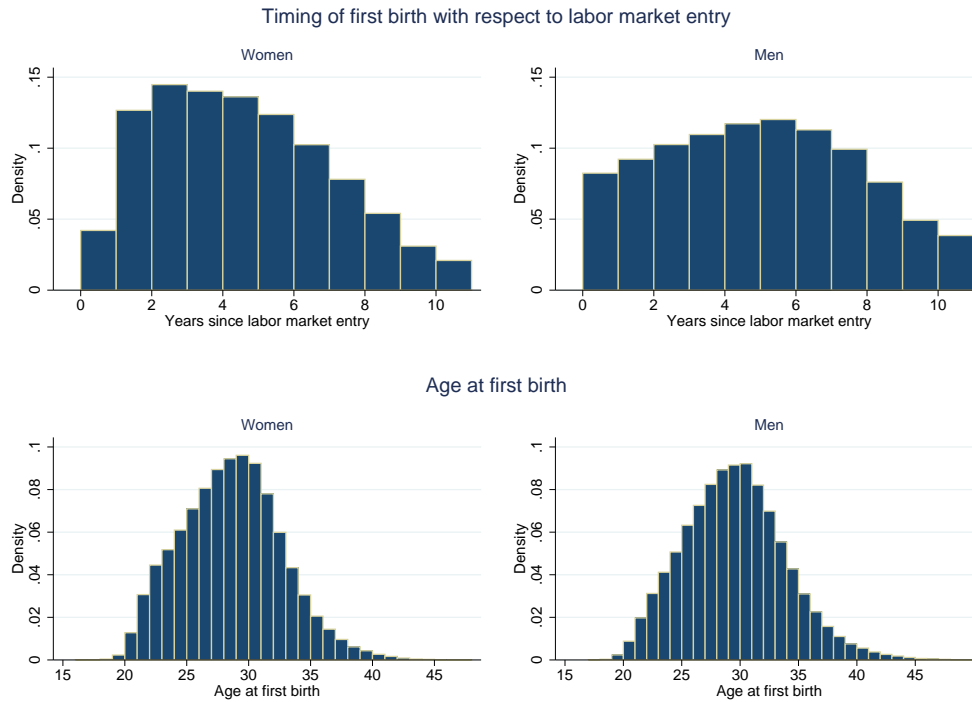 Timing of first birth with respect to labor market entry
Women
Men
Density
0 .05 .1 .15
0 2 4 6 8 10
Years since labor market entry
Density
0 .05 .1 .15
0 2 4 6 8 10
Years since labor market entry
Age at first birth
Women
Men
Density
0 .02 .04 .06 .08 .1
15 20 25 30 35 40 45
Age at first birth
Density
0 .02 .04 .06 .08 .1
15 20 25 30 35 40 45
Age at first birth